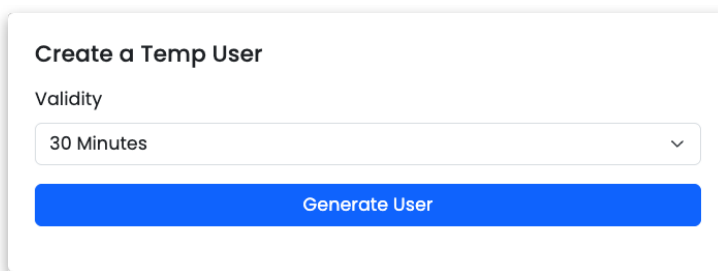 Create a Temp User
Validity
30 Minutes
Generate User